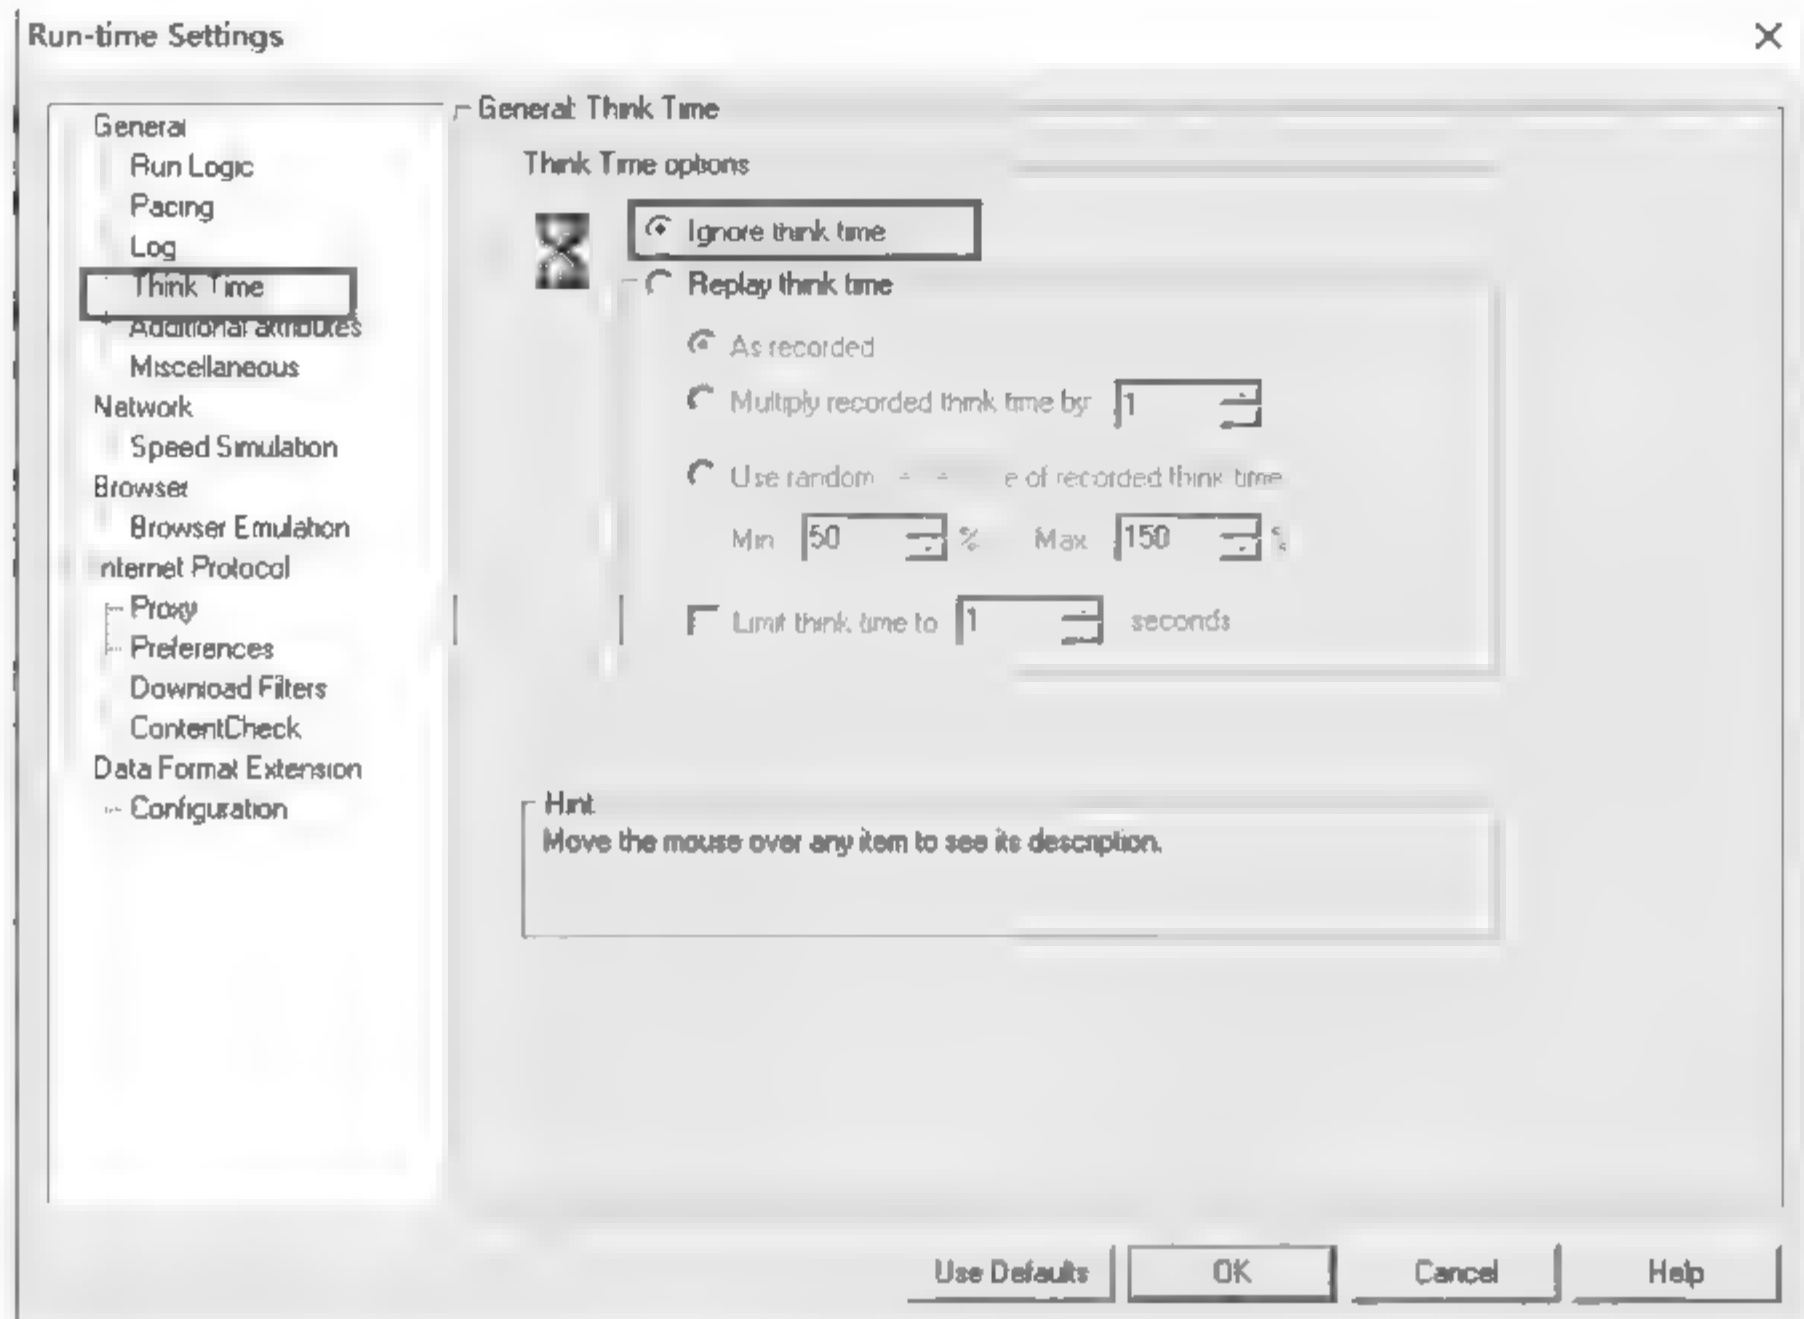 Run-time Settings
General
Run Logic
Pacing
Log
Think Time
Additional attributes
Miscellaneous
Network
Speed Simulation
Browser
Browser Emulation
Internet Protocol
Proxy
Preferences
Download Filters
ContentCheck
Data Format Extension
Configuration
General: Think Time
Think Time options
Ignore think time
Replay think time
As recorded
Multiply recorded think time by: 1
Use random of recorded think time
Min 50 % Max 150 %
Limit think time to 1 seconds
Hint
Move the mouse over any item to see its description.
Use Defaults OK Cancel Help